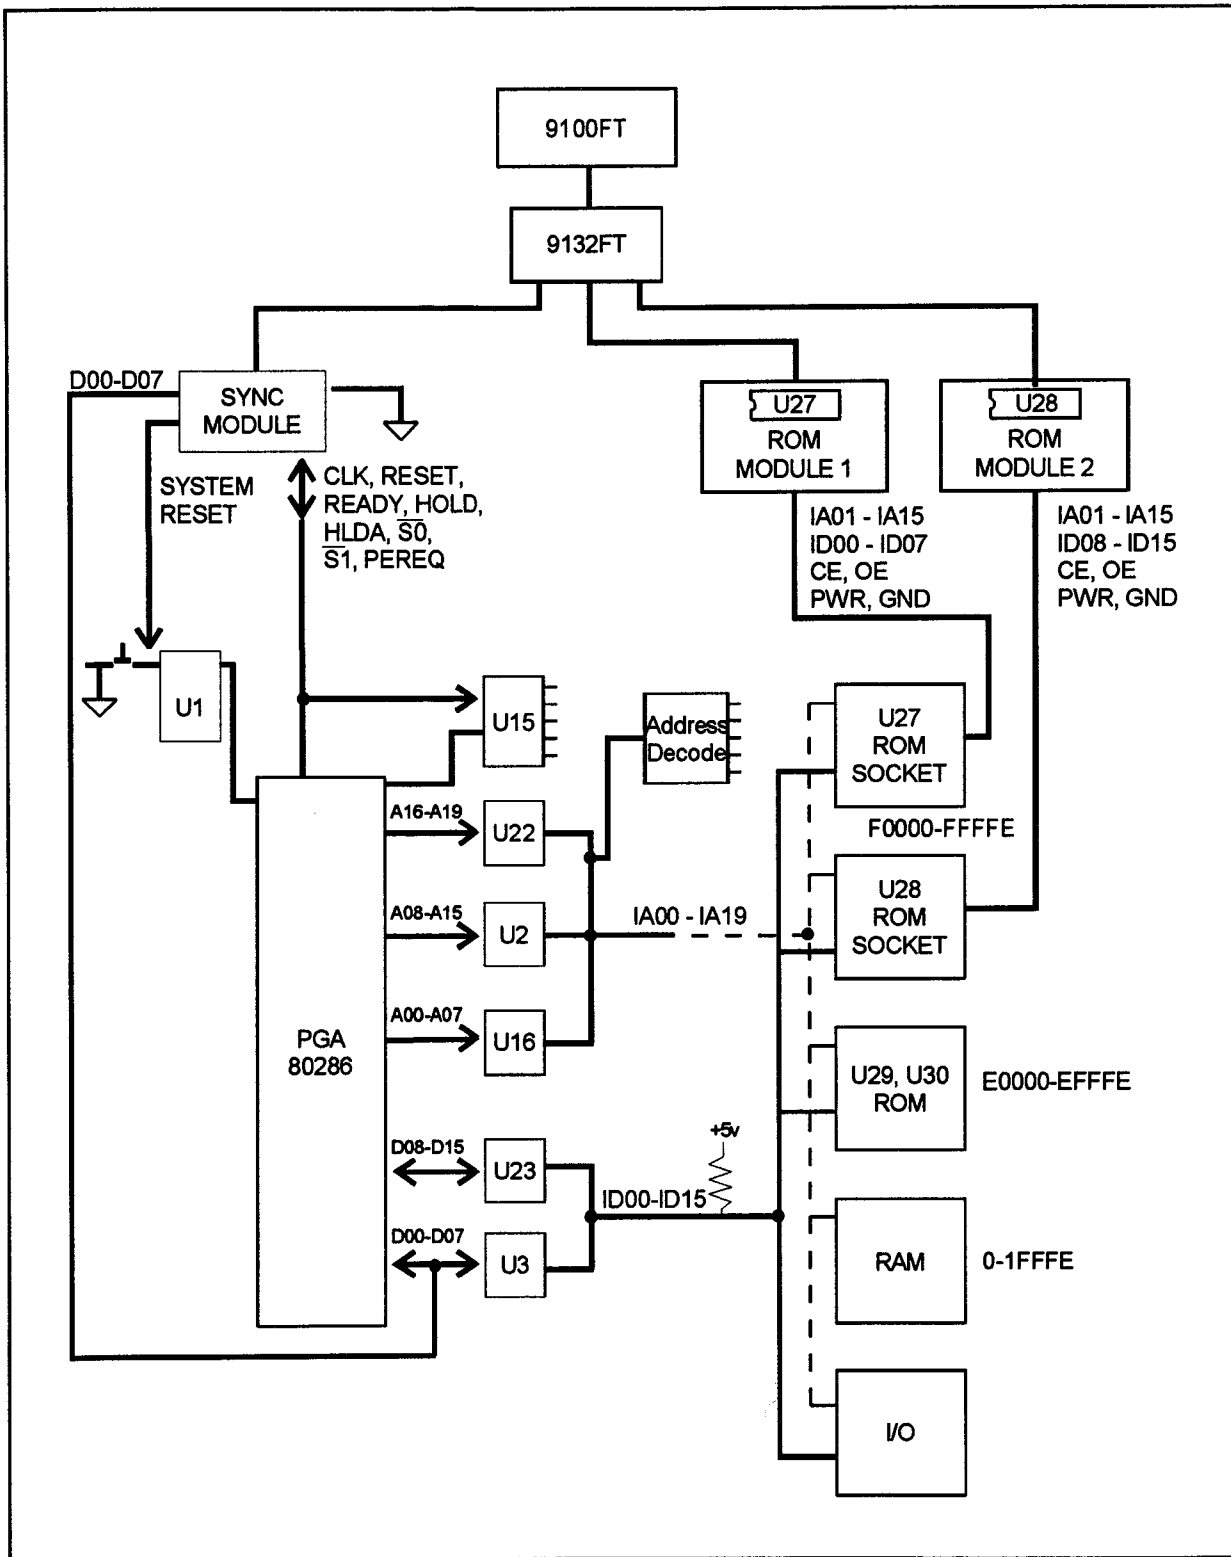 9100FT
9132FT
D00-D07
SYNC
MODULE
U27
ROM
MODULE 1
U28
ROM
MODULE 2
SYSTEM
RESET
CLK, RESET,
READY, HOLD,
HLDA, S̅0̅,
S̅1̅, PEREQ
IA01 - IA15
ID00 - ID07
CE, OE
PWR, GND
IA01 - IA15
ID08 - ID15
CE, OE
PWR, GND
U1
U15
Address
Decode
U27
ROM
SOCKET
F0000-FFFFE
A16-A19
U22
U28
ROM
SOCKET
A08-A15
U2
IA00 - IA19
A00-A07
U16
PGA
80286
U29, U30
ROM
E0000-EFFFE
D08-D15
U23
+5v
ID00-ID15
D00-D07
U3
RAM
0-1FFFE
I/O